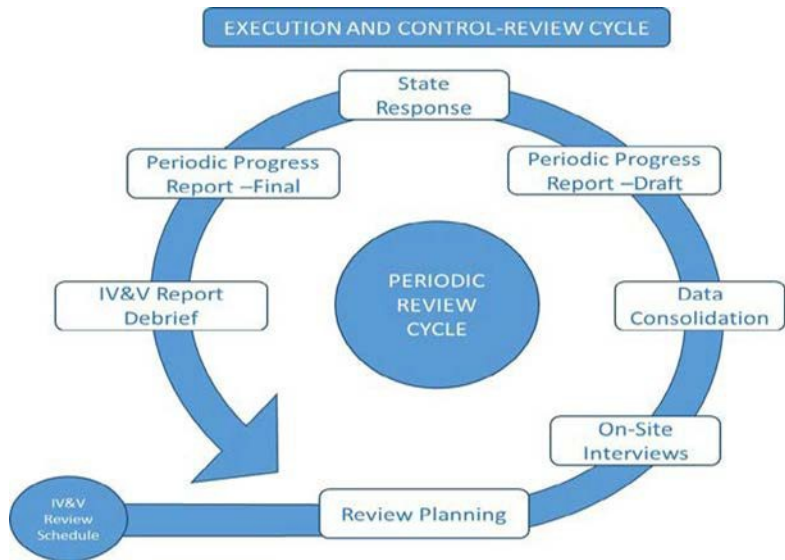 EXECUTION AND CONTROL-REVIEW CYCLE
State
Response
Periodic Progress
Report –Final
Periodic Progress
Report –Draft
PERIODIC
REVIEW
CYCLE
IV&V Report
Debrief
Data
Consolidation
On-Site
Interviews
IV&V
Review
Schedule
Review Planning